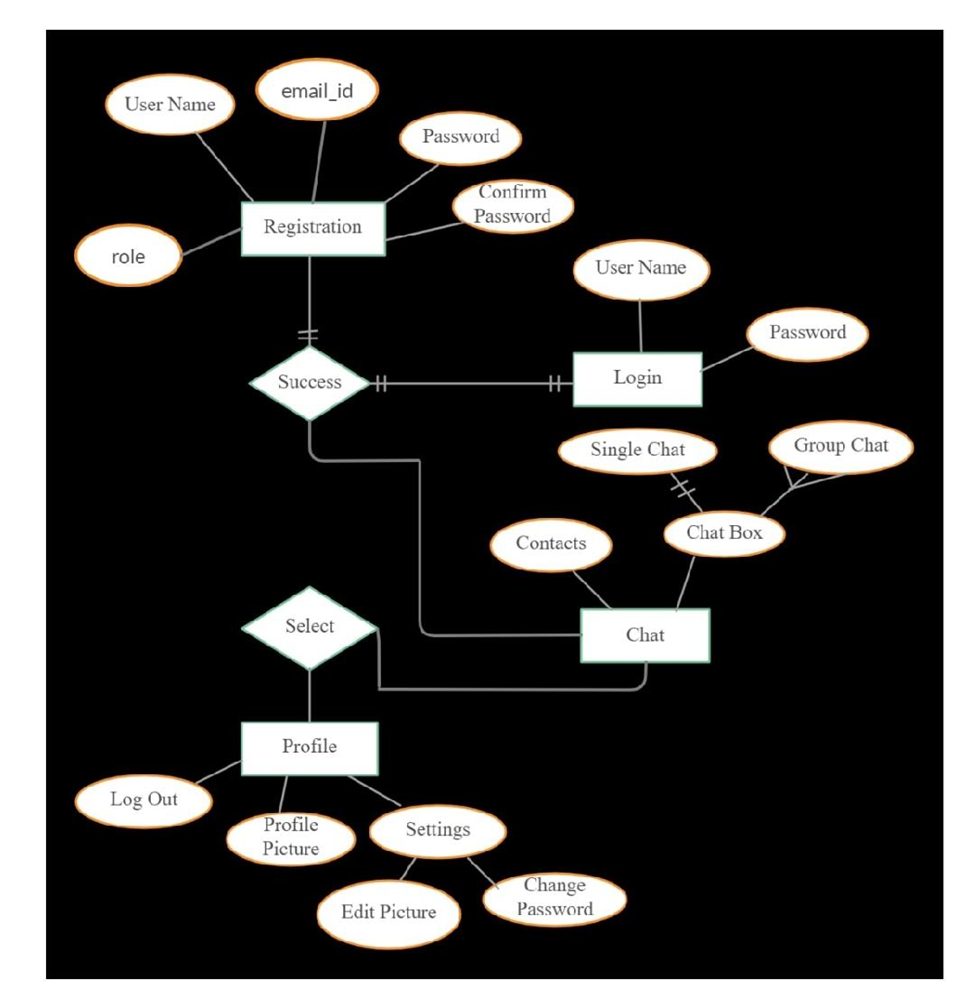 email_id
User Name
Password
Confirm
Password
Registration
role
User Name
Password
Success
Login
Single Chat
Group Chat
Chat Box
Contacts
Select
Chat
Profile
Log Out
Profile
Picture
Settings
Edit Picture
Change
Password